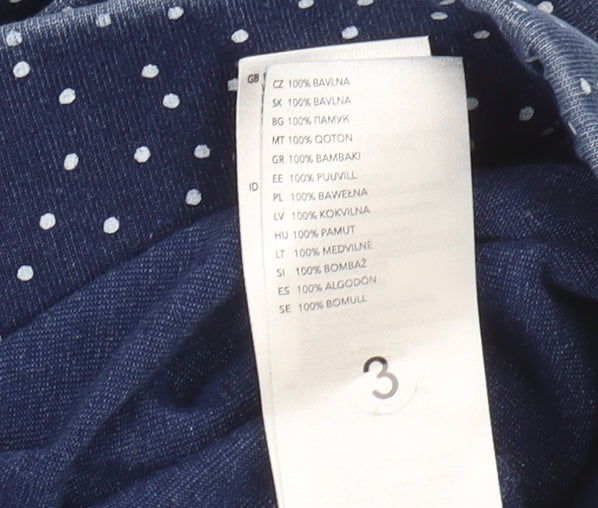 GB
ID
CZ 100% BAVLNA
SK 100% BAVLNA
BG 100% ПАМУК
MT 100% QOTON
GR 100% BAMBAKI
EE 100% PUUVILL
PL 100% BAWEŁNA
LV 100% KOKVILNA
HU 100% PAMUT
LT 100% MEDVILNĖ
SI 100% BOMBAŽ
ES 100% ALGODÓN
SE 100% BOMULL
3